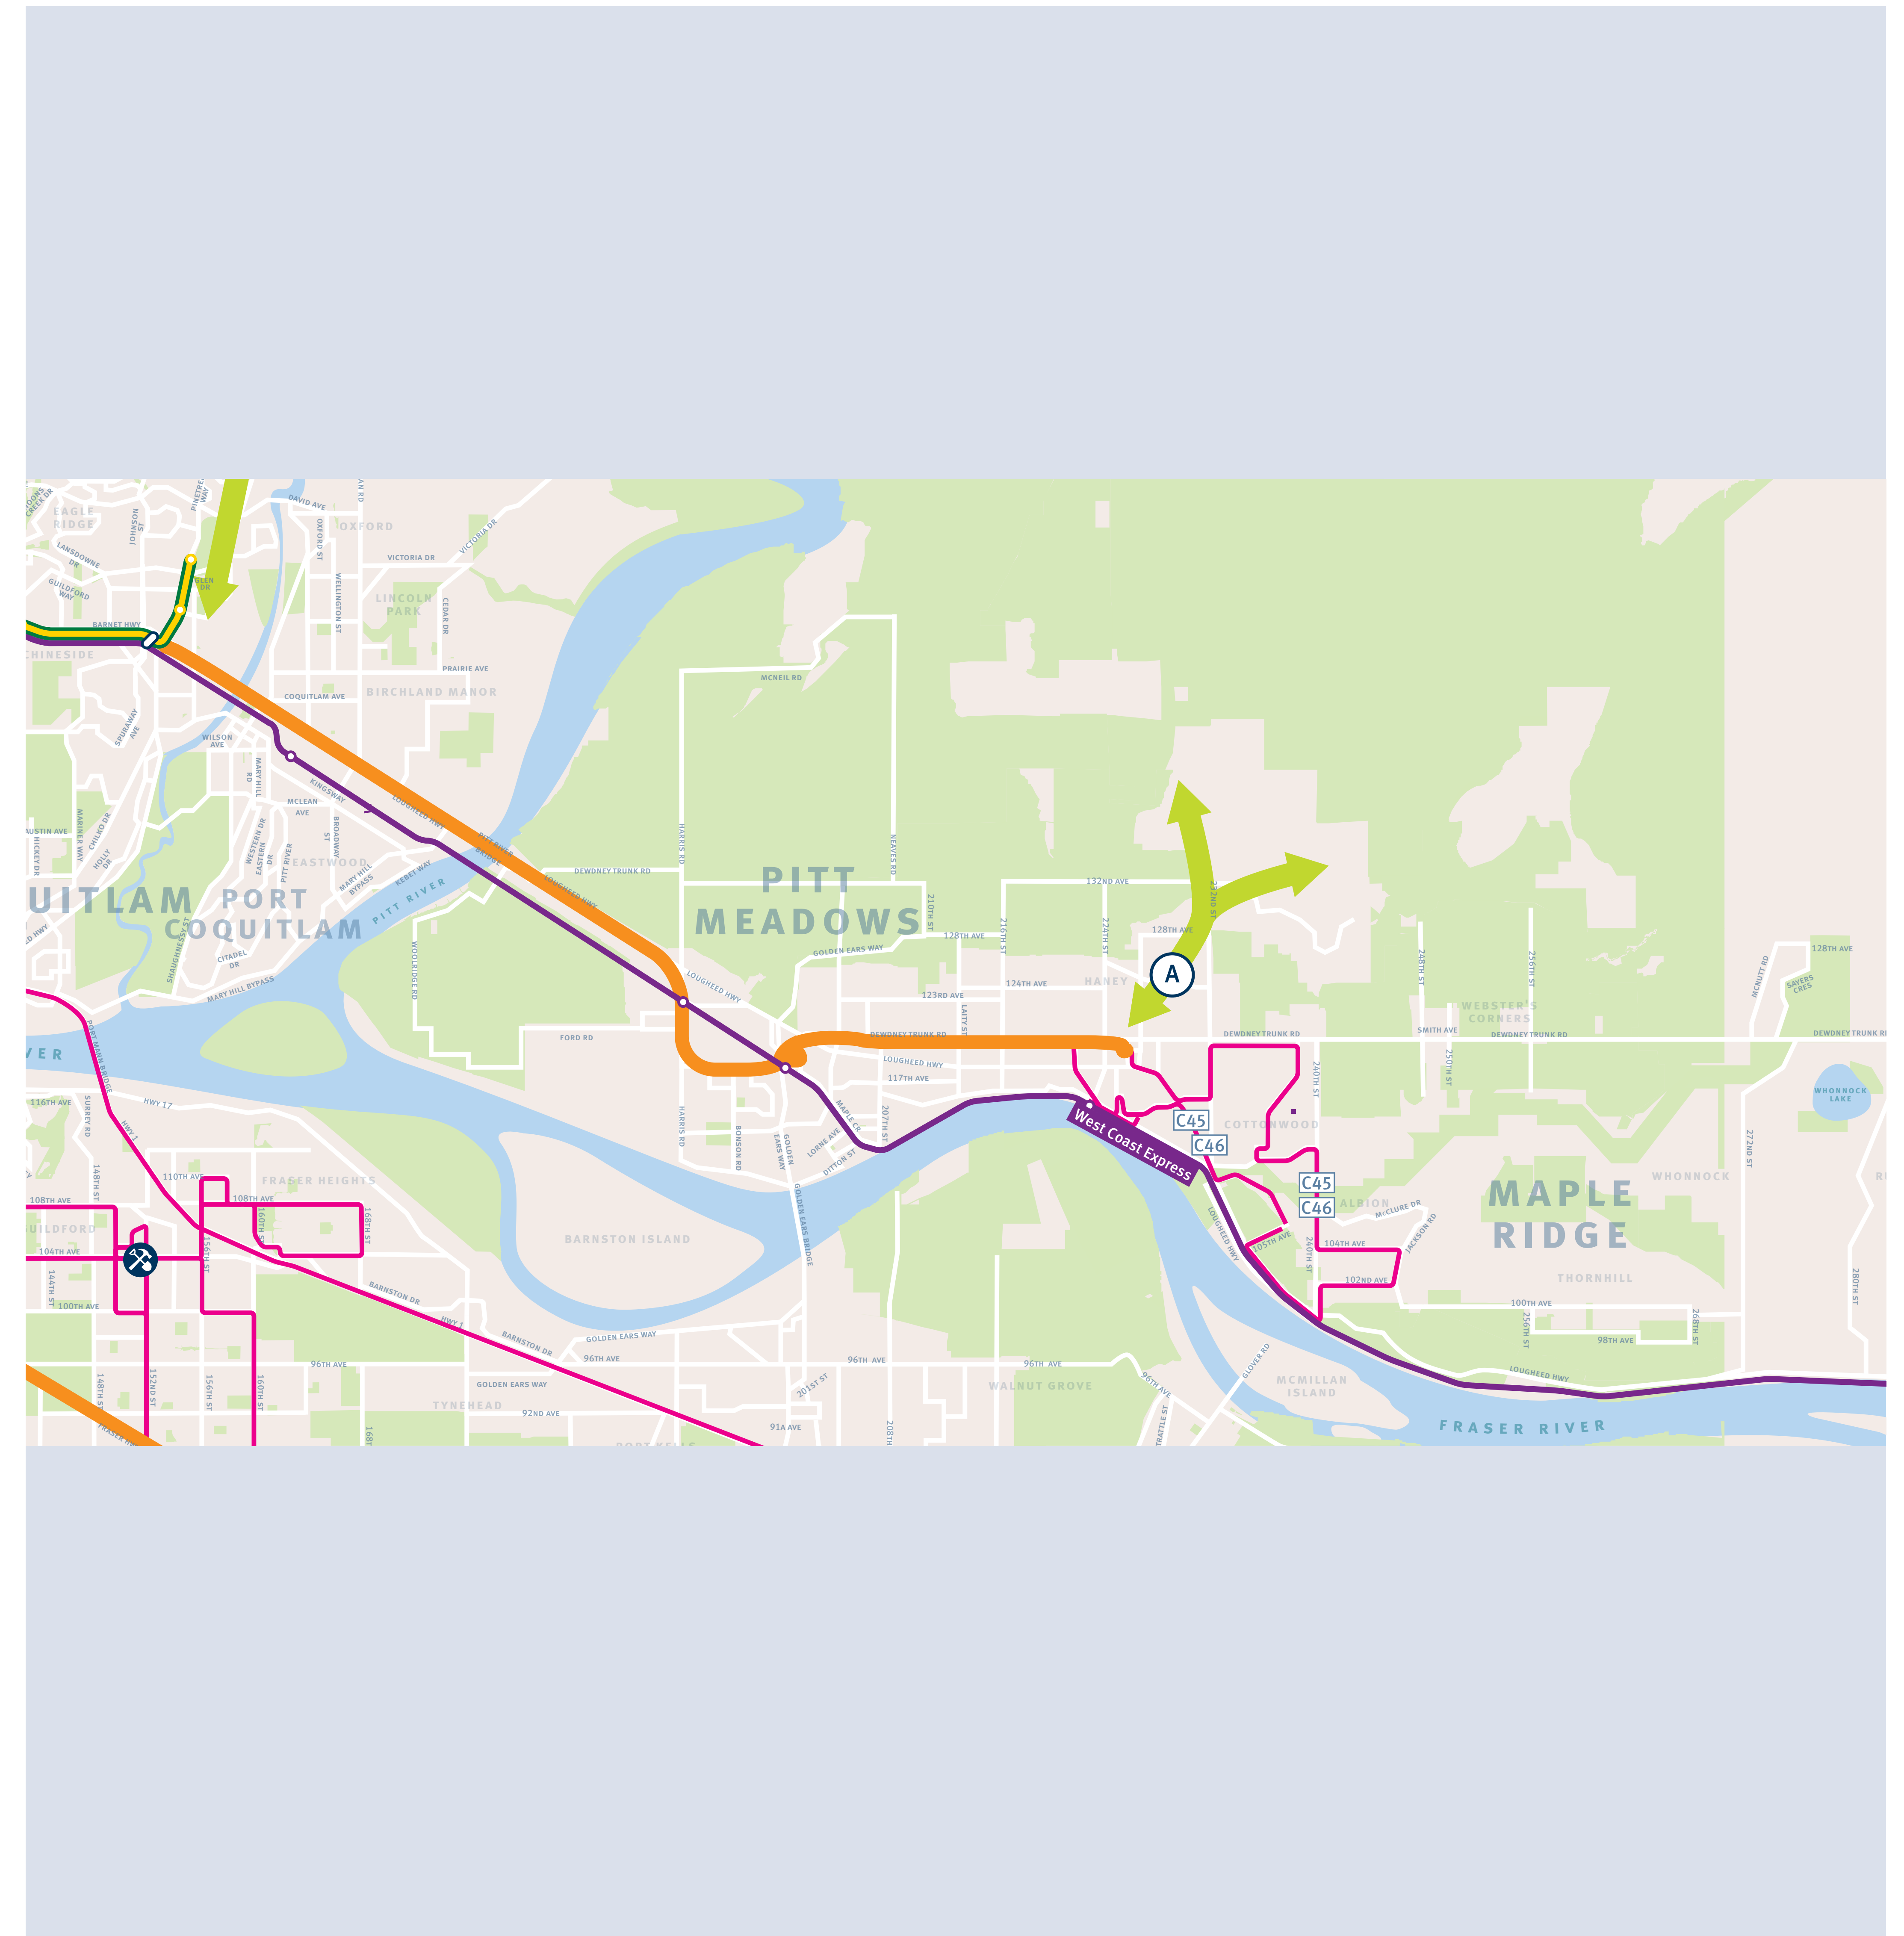 EAGLE
RIDGE
JOHNSON
ST
PINETREE
WAY
DAVID AVE
OXFORD ST
OXFORD
VICTORIA DR
VICTORIA DR
LANSDOWNE
DR
GUILDFORD
WAY
GLEN
DR
WELLINGTON ST
LINCOLN
PARK
CEDAR DR
BARNET HWY
CHINESIDE
PRAIRIE AVE
COQUITLAM AVE
BIRCHLAND MANOR
MCNEIL RD
SPURAWAY
AVE
WILSON
AVE
MARY HILL
RD
KINGSWAY
MCLEAN
AVE
LOUGHEED HWY
BROADWAY
ST
AUSTIN AVE
NICKEY DR
MARINER WAY
CHILKO DR
HOLLY
DR
WESTERN DR
EASTERN
DR
PITT RIVER
EASTWOOD
MARY HILL
BYPASS
KEBET WAY
PITT RIVER
BRIDGE
PITT RIVER
LOUGHEED HWY
DEWDNEY TRUNK RD
HARRIS RD
NEAVES RD
PITT
MEADOWS
UITLAM
PORT
COQUITLAM
SHAUGHNESSY ST
CITADEL
DR
MARY HILL BYPASS
WOOLRIDGE RD
210TH ST
132ND AVE
128TH AVE
128TH AVE
216TH ST
224TH ST
232ND ST
GOLDEN EARS WAY
LOUGHEED HWY
124TH AVE
123RD AVE
HANEY
A
LAITY ST
248TH ST
256TH ST
WEBSTER'S
CORNERS
MCNUTT RD
128TH AVE
SAYERS
CRES
SMITH AVE
DEWDNEY TRUNK RD
DEWDNEY TRUNK RD
DEWDNEY TRUNK RD
DEWDNEY TRUNK R
250TH ST
240TH ST
VER
PORT MANN BRIDGE
FORD RD
LOUGHEED HWY
117TH AVE
WHONNOCK
LAKE
116TH AVE
SURREY RD
HWY 17
HWY 1
HARRIS RD
BONSON RD
GOLDEN
EARS WAY
MAPLE CR
LORNE AVE
DITTON ST
207TH ST
West Coast Express
C45
C46
COTTONWOOD
C45
C46
ALBION
MCCLURE DR
JACKSON RD
MAPLE
RIDGE
WHONNOCK
272ND ST
148TH ST
110TH AVE
FRASER HEIGHTS
108TH AVE
108TH AVE
160TH ST
168TH ST
GUILDFORD
104TH AVE
156TH ST
144TH ST
100TH AVE
BARNSTON ISLAND
GOLDEN EARS BRIDGE
LOUGHEED HWY
105TH AVE
240TH ST
104TH AVE
102ND AVE
THORNHILL
280TH ST
100TH AVE
256TH ST
98TH AVE
268TH ST
BARNSTON DR
HWY 1
BARNSTON DR
GOLDEN EARS WAY
96TH AVE
96TH AVE
96TH AVE
96TH AVE
96TH AVE
GLOVER RD
LOUGHEED HWY
148TH ST
152ND ST
156TH ST
160TH ST
GOLDEN EARS WAY
201ST ST
WALNUT GROVE
MCMILLAN
ISLAND
TYNEHEAD
92ND AVE
91A AVE
208TH
FRASER RIVER
PORT KELLS